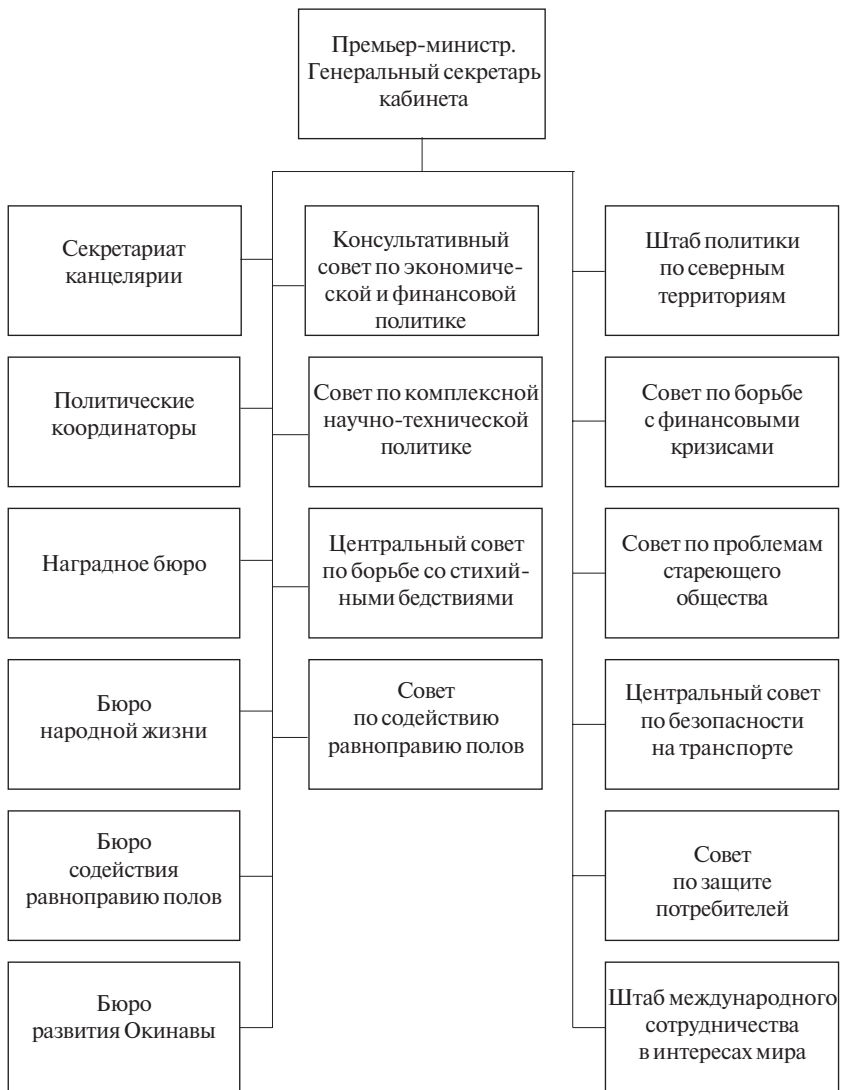 Премьер-министр.
Генеральный секретарь
кабинета
Секретариат
канцелярии
Политические
координаторы
Наградное бюро
Бюро
народной жизни
Бюро
содействия
равноправию полов
Бюро
развития Окинавы
Консультативный
совет по экономиче-
ской и финансовой
политике
Совет по комплексной
научно-технической
политике
Центральный совет
по борьбе со стихий-
ными бедствиями
Совет
по содействию
равноправию полов
Штаб политики
по северным
территориям
Совет по борьбе
с финансовыми
кризисами
Совет по проблемам
стареющего
общества
Центральный совет
по безопасности
на транспорте
Совет
по защите
потребителей
Штаб международного
сотрудничества
в интересах мира